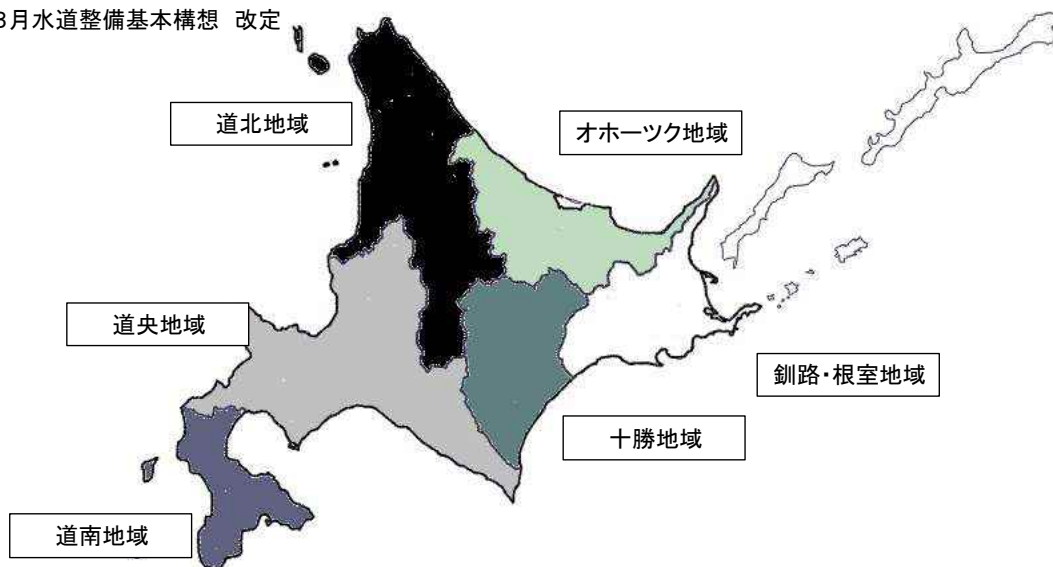 3月水道整備基本構想 改定
道北地域
オホーツク地域
道央地域
釧路・根室地域
十勝地域
道南地域